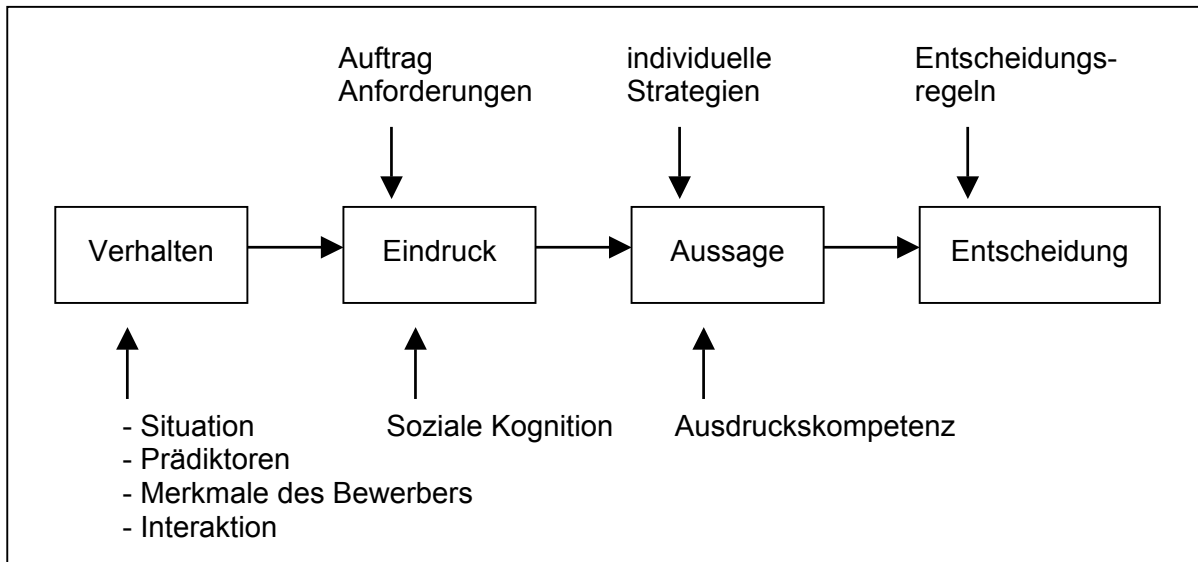 Auftrag
Anforderungen
individuelle
Strategien
Entscheidungs-
regeln
Verhalten
Eindruck
Aussage
Entscheidung
- Situation
- Prädiktoren
- Merkmale des Bewerbers
- Interaktion
Soziale Kognition
Ausdruckskompetenz